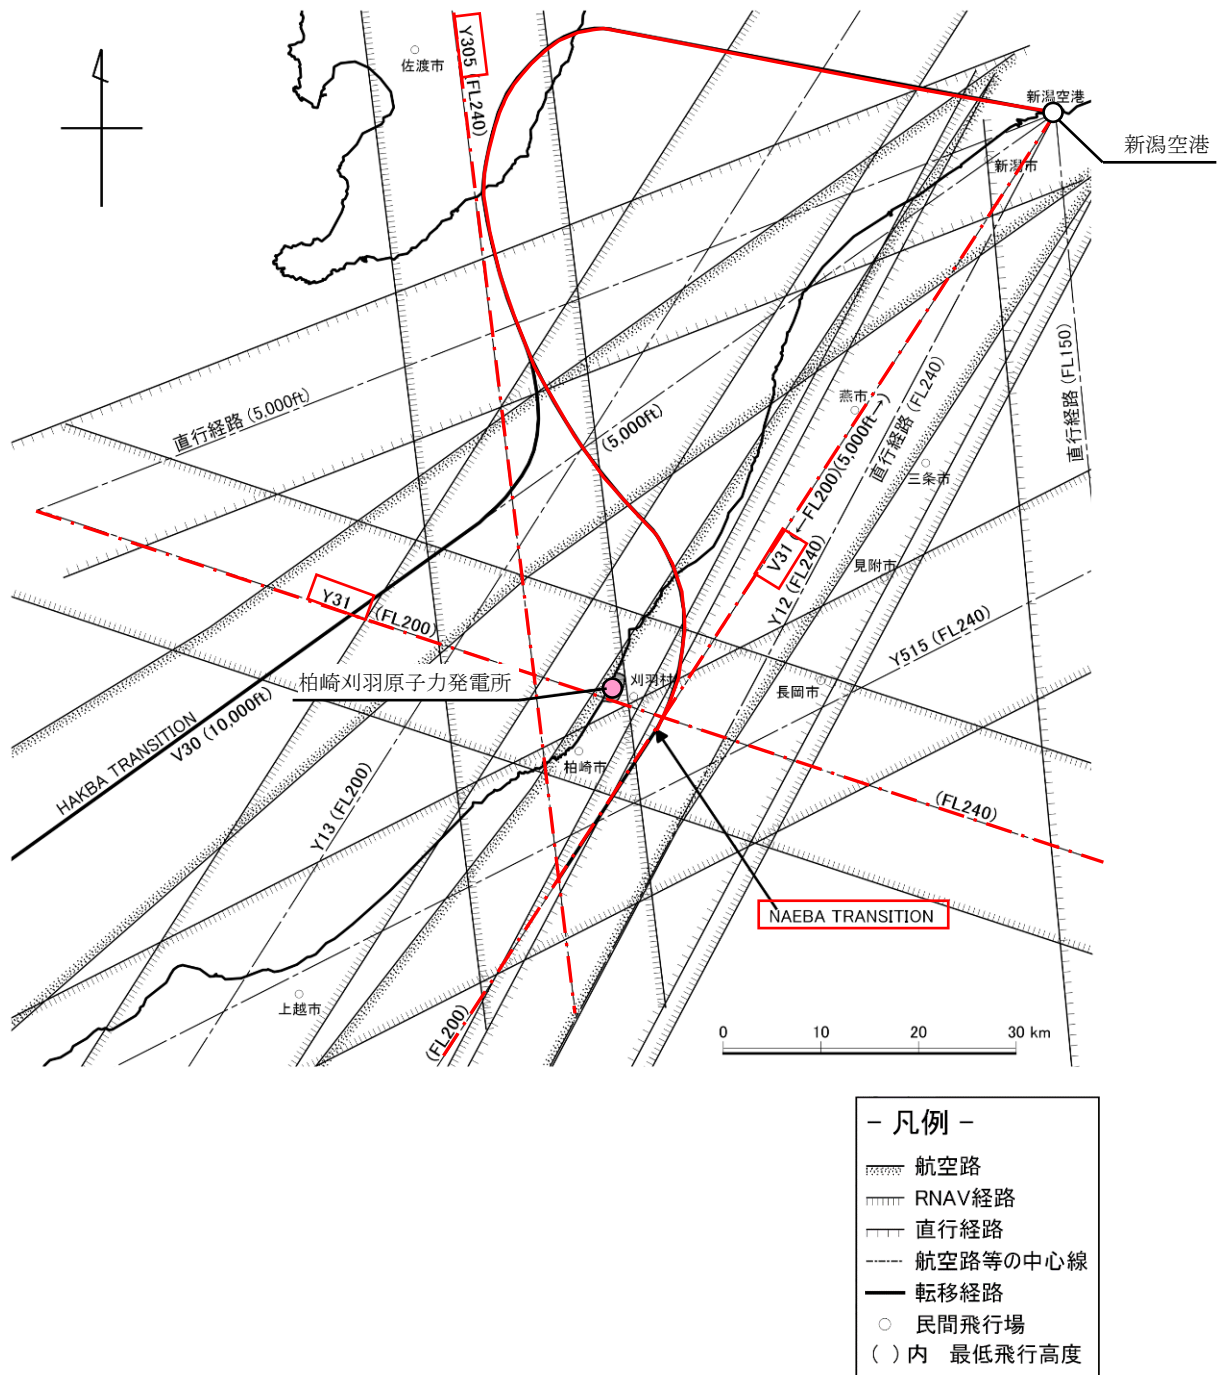 Y305 (FL240)
佐渡市
新潟空港
新潟空港
新潟市
直行経路 (5,000ft)
(5,000ft)
燕市
V31 (←FL200)(5,000ft→)
直行経路 (FL240)
直行経路 (FL150)
三条市
見附市
Y12 (FL240)
Y31 (FL200)
Y515 (FL240)
柏崎刈羽原子力発電所
刈羽村
長岡市
HAKBA TRANSITION
V30 (10,000ft)
柏崎市
Y13 (FL200)
(FL240)
NAEBA TRANSITION
上越市
(FL200)
0 10 20 30 km
- 凡例 -
航空路
RNAV経路
直行経路
航空路等の中心線
転移経路
民間飛行場
( ) 内 最低飛行高度